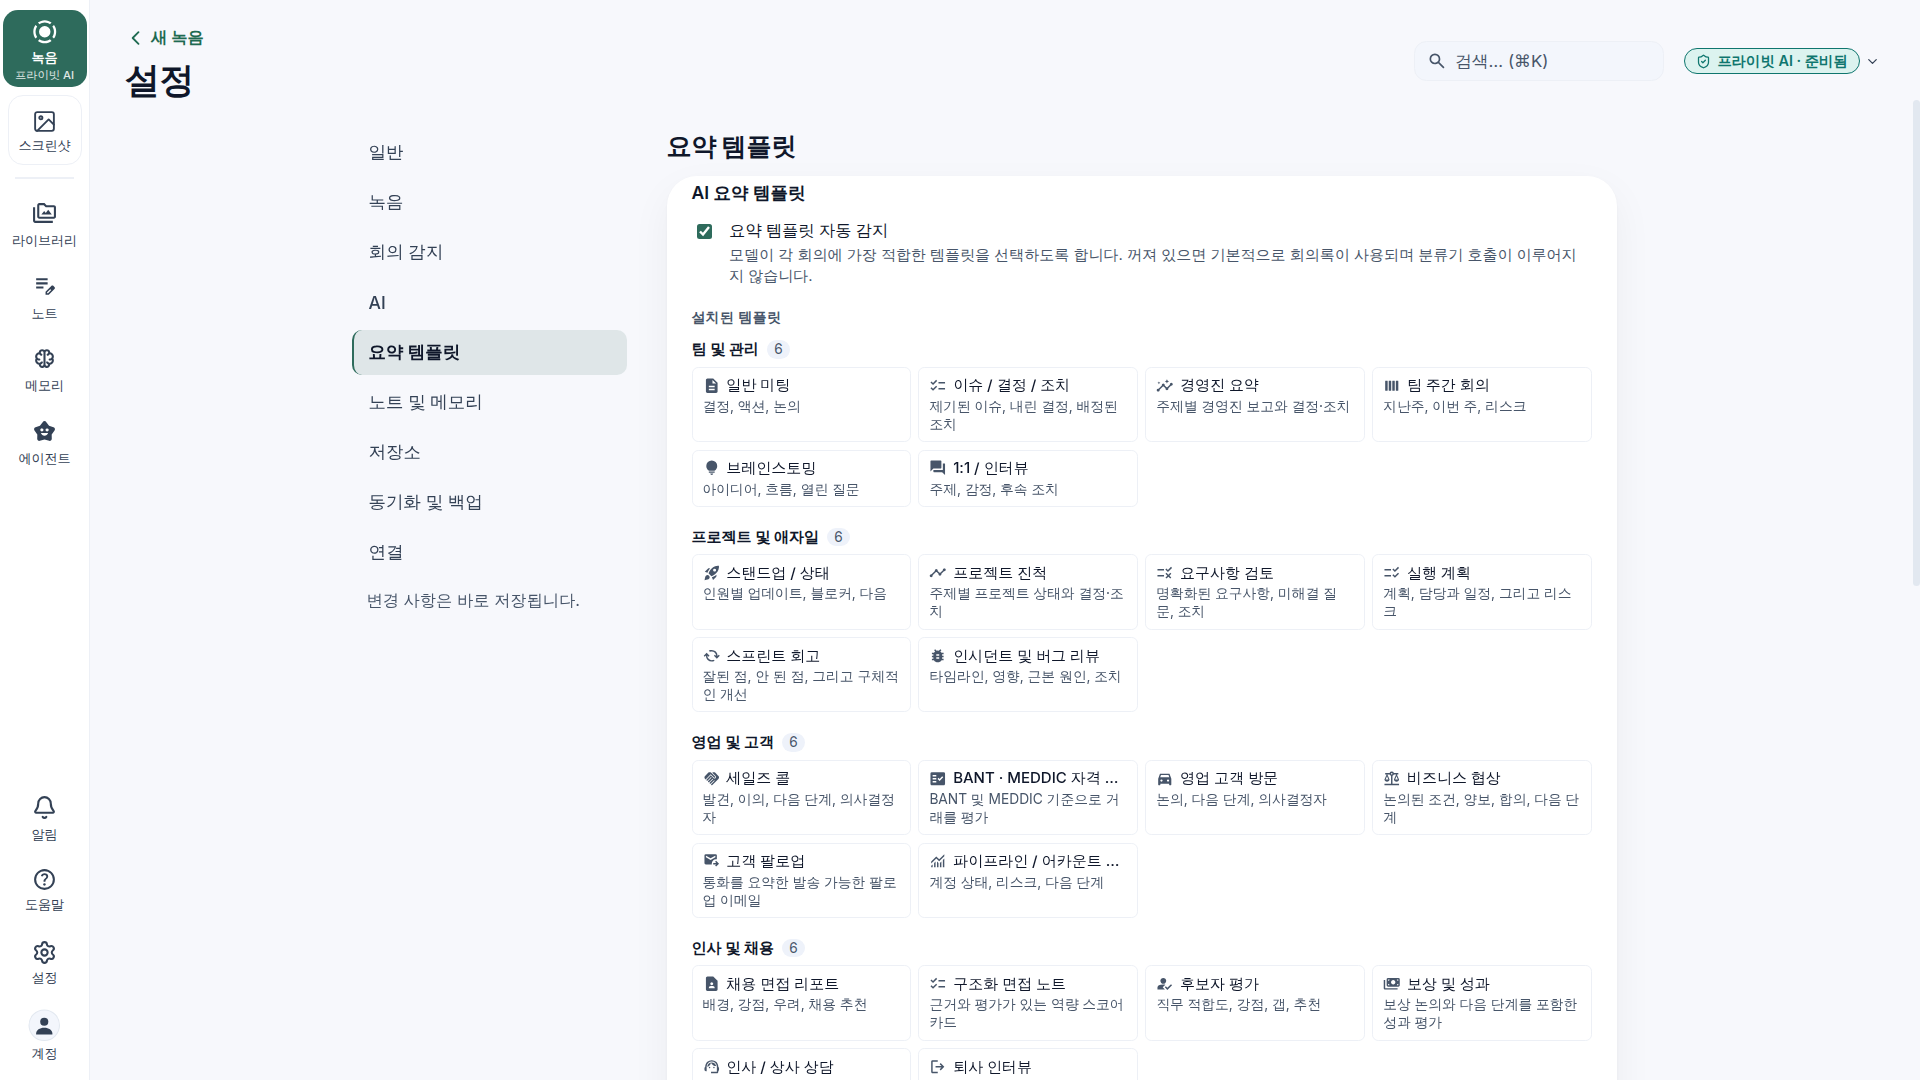 녹음
프라이빗 AI
스크린샷
라이브러리
노트
메모리
에이전트
알림
도움말
설정
계정
새 녹음
설정
검색... (⌘K)
프라이빗 AI · 준비됨
일반
녹음
회의 감지
AI
요약 템플릿
노트 및 메모리
저장소
동기화 및 백업
연결
변경 사항은 바로 저장됩니다.
요약 템플릿
AI 요약 템플릿
요약 템플릿 자동 감지
모델이 각 회의에 가장 적합한 템플릿을 선택하도록 합니다. 꺼져 있으면 기본적으로 회의록이 사용되며 분류기 호출이 이루어지
지 않습니다.
설치된 템플릿
팀 및 관리 6
일반 미팅
결정, 액션, 논의
이슈 / 결정 / 조치
제기된 이슈, 내린 결정, 배정된
조치
경영진 요약
주제별 경영진 보고와 결정·조치
팀 주간 회의
지난주, 이번 주, 리스크
브레인스토밍
아이디어, 흐름, 열린 질문
1:1 / 인터뷰
주제, 감정, 후속 조치
프로젝트 및 애자일 6
스탠드업 / 상태
인원별 업데이트, 블로커, 다음
프로젝트 진척
주제별 프로젝트 상태와 결정·조
치
요구사항 검토
명확화된 요구사항, 미해결 질
문, 조치
실행 계획
계획, 담당과 일정, 그리고 리스
크
스프린트 회고
잘된 점, 안 된 점, 그리고 구체적
인 개선
인시던트 및 버그 리뷰
타임라인, 영향, 근본 원인, 조치
영업 및 고객 6
세일즈 콜
발견, 이의, 다음 단계, 의사결정
자
BANT · MEDDIC 자격 ...
BANT 및 MEDDIC 기준으로 거
래를 평가
영업 고객 방문
논의, 다음 단계, 의사결정자
비즈니스 협상
논의된 조건, 양보, 합의, 다음 단
계
고객 팔로업
통화를 요약한 발송 가능한 팔로
업 이메일
파이프라인 / 어카운트 ...
계정 상태, 리스크, 다음 단계
인사 및 채용 6
채용 면접 리포트
배경, 강점, 우려, 채용 추천
구조화 면접 노트
근거와 평가가 있는 역량 스코어
카드
후보자 평가
직무 적합도, 강점, 갭, 추천
보상 및 성과
보상 논의와 다음 단계를 포함한
성과 평가
인사 / 상사 상담
퇴사 인터뷰